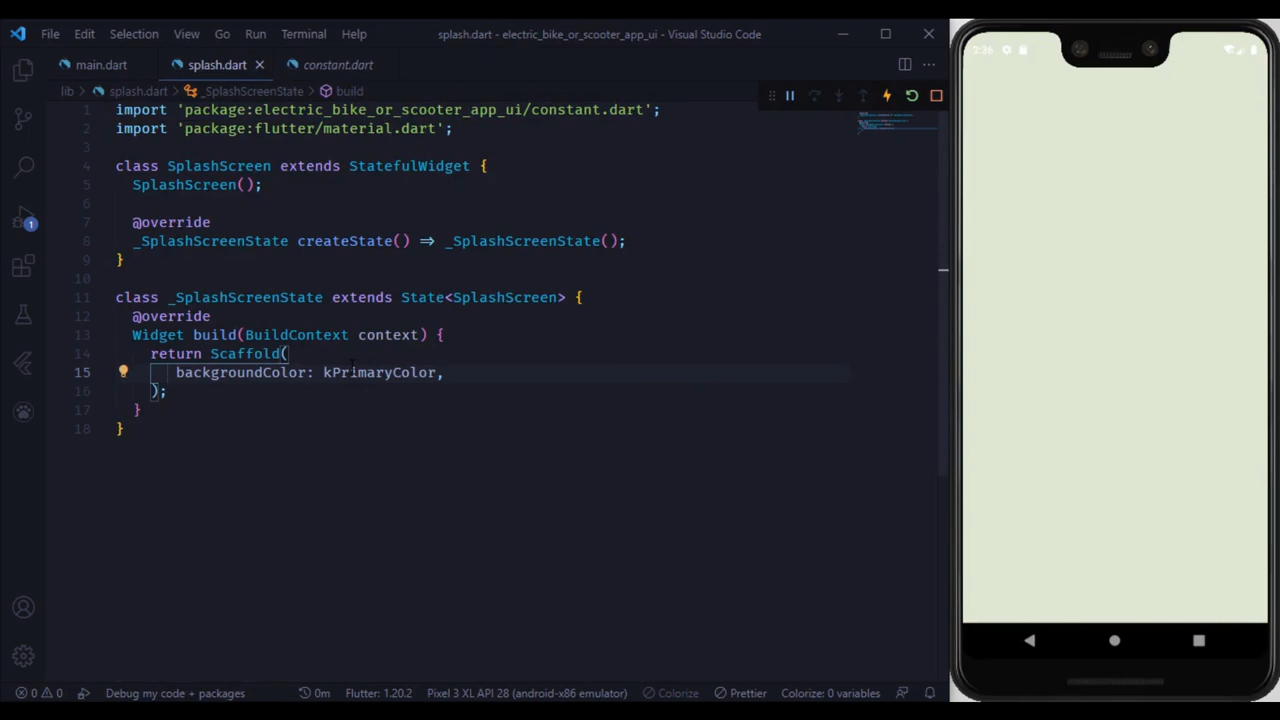 File Edit Selection View Go Run Terminal Help splash.dart - electric_bike_or_scooter_app_ui - Visual Studio Code
main.dart splash.dart constant.dart
lib > splash.dart > _SplashScreenState > build
1 import 'package:electric_bike_or_scooter_app_ui/constant.dart';
2 import 'package:flutter/material.dart';
3
4 class SplashScreen extends StatefulWidget {
5 SplashScreen();
6
7 @override
8 _SplashScreenState createState() => _SplashScreenState();
9 }
10
11 class _SplashScreenState extends State<SplashScreen> {
12 @override
13 Widget build(BuildContext context) {
14 return Scaffold(
15 backgroundColor: kPrimaryColor,
16 );
17 }
18 }
1
0 0 Debug my code + packages 0m Flutter: 1.20.2 Pixel 3 XL API 28 (android-x86 emulator) Colorize Prettier Colorize: 0 variables
2:36